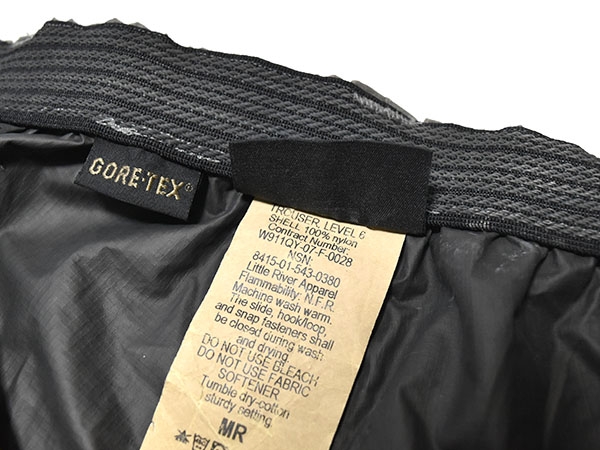 GORE-TEX®
TROUSER, LEVEL 6
SHELL 100% nylon
Contract Number:
W911QY-07-F-0028
NSN:
8415-01-543-0380
Little River Apparel
Flammability: N.F.R.
Machine wash warm.
The slide, hook/loop,
and snap fasteners shall
be closed during wash
and drying.
DO NOT USE BLEACH
DO NOT USE FABRIC
SOFTENER
Tumble dry-cotton
sturdy setting.
MR